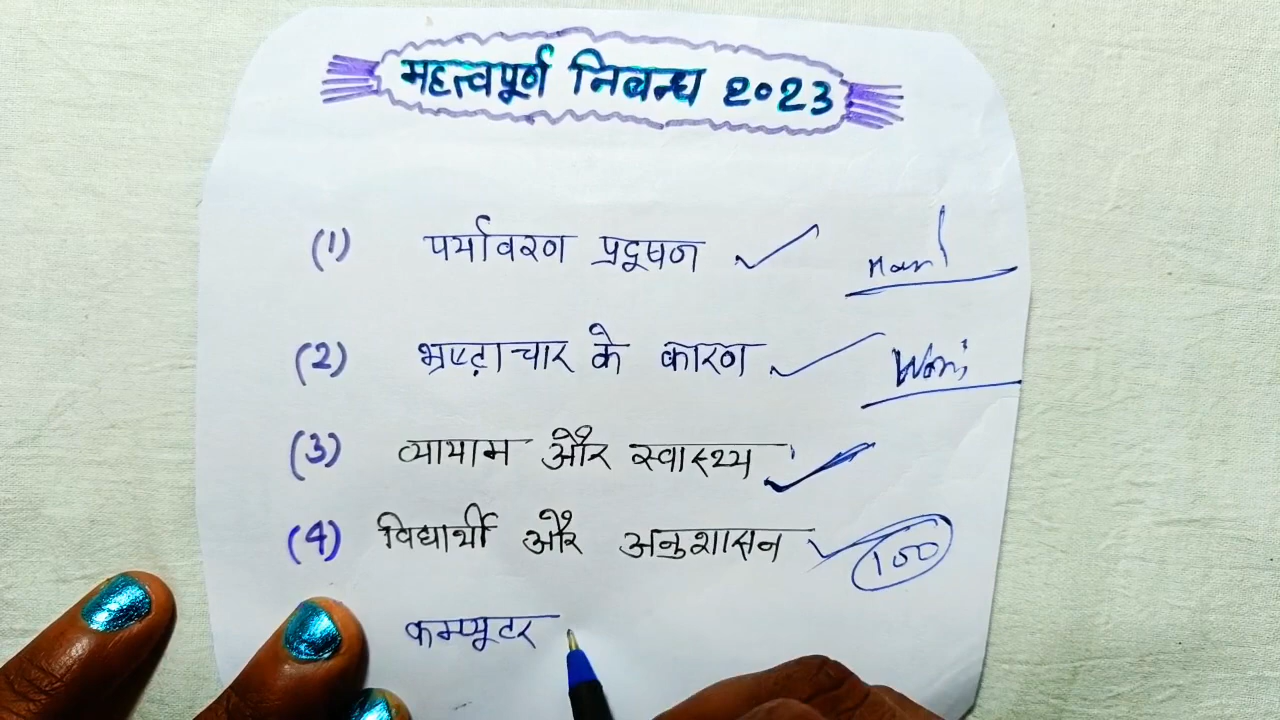 महत्वपूर्ण निबन्ध 2023
(1) पर्यावरण प्रदूषण
(2) भ्रष्टाचार के कारण
(3) व्यायाम और स्वास्थ्य
(4) विद्यार्थी और अनुशासन 100
कम्प्यूटर